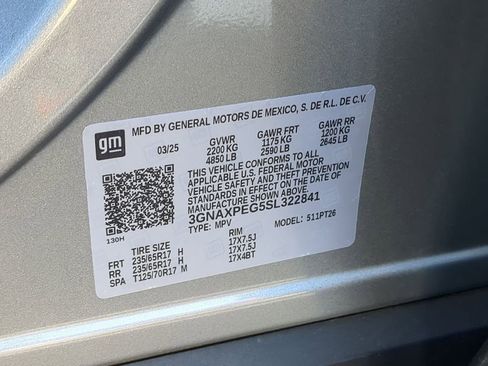 gm
MFD BY GENERAL MOTORS DE MEXICO, S. DE R.L. DE C.V.
03/25 GVWR GAWR FRT GAWR RR
2200 KG 1175 KG 1200 KG
4850 LB 2590 LB 2645 LB
THIS VEHICLE CONFORMS TO ALL
APPLICABLE U.S. FEDERAL MOTOR
VEHICLE SAFETY AND THEFT PREVENTION
STANDARDS IN EFFECT ON THE DATE OF
MANUFACTURE SHOWN ABOVE.
3GNAXPEG5SL322841
TYPE: MPV MODEL: 511PT26
130H
TIRE SIZE RIM
FRT 235/65R17 H 17X7.5J
RR 235/65R17 H 17X7.5J
SPA T125/70R17 M 17X4BT